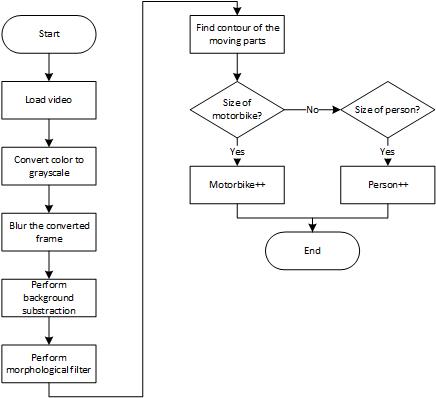 Start
Load video
Convert color to
grayscale
Blur the converted
frame
Perform
background
substraction
Perform
morphological filter
Find contour of the
moving parts
Size of
motorbike?
No
Size of person?
Yes
Yes
Motorbike++
Person++
End